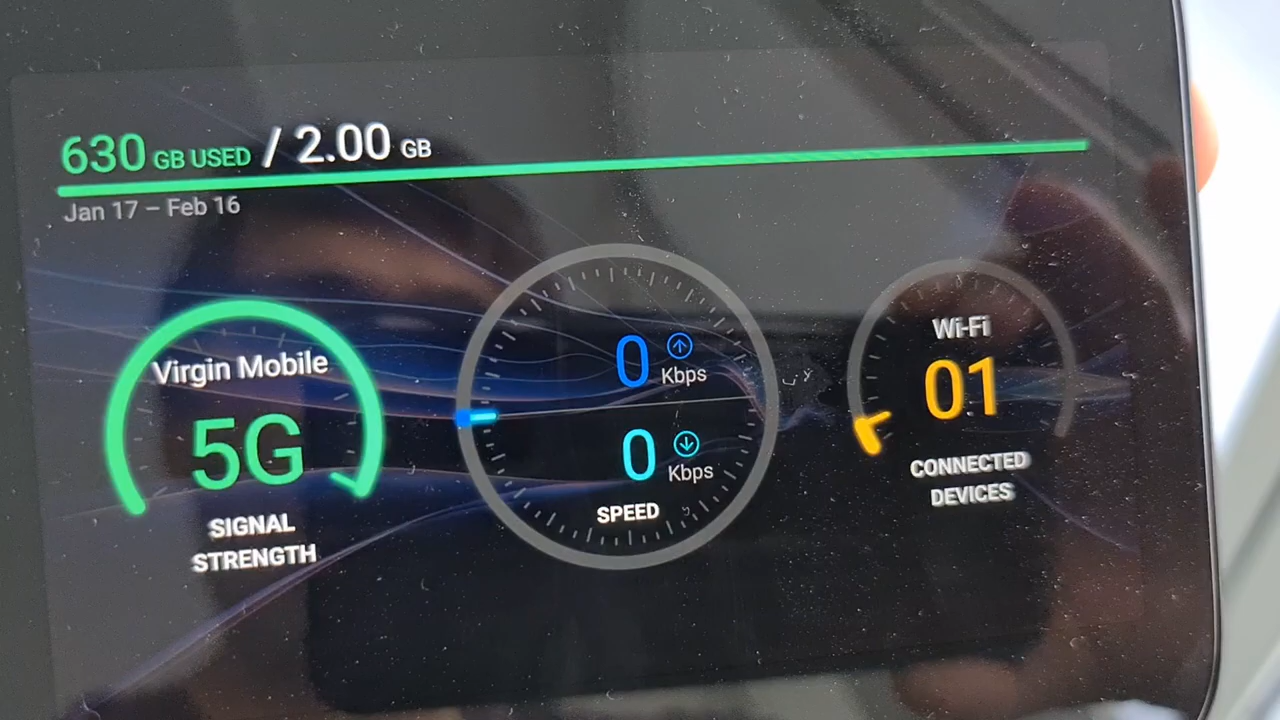 630 GB USED / 2.00 GB
Jan 17 – Feb 16
Virgin Mobile
5G
SIGNAL
STRENGTH
0
Kbps
0
Kbps
SPEED
Wi-Fi
01
CONNECTED
DEVICES